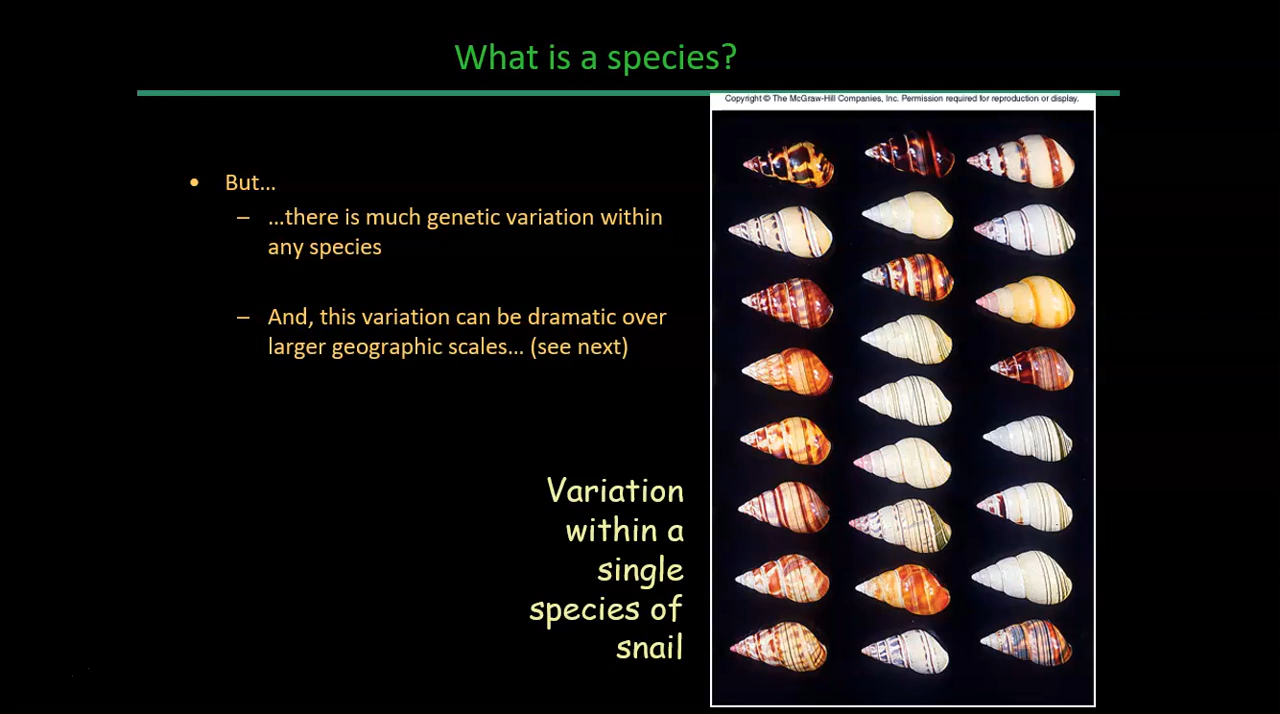 What is a species?
Copyright © The McGraw-Hill Companies, Inc. Permission required for reproduction or display.
• But...
– ...there is much genetic variation within
any species
– And, this variation can be dramatic over
larger geographic scales... (see next)
Variation
within a
single
species of
snail